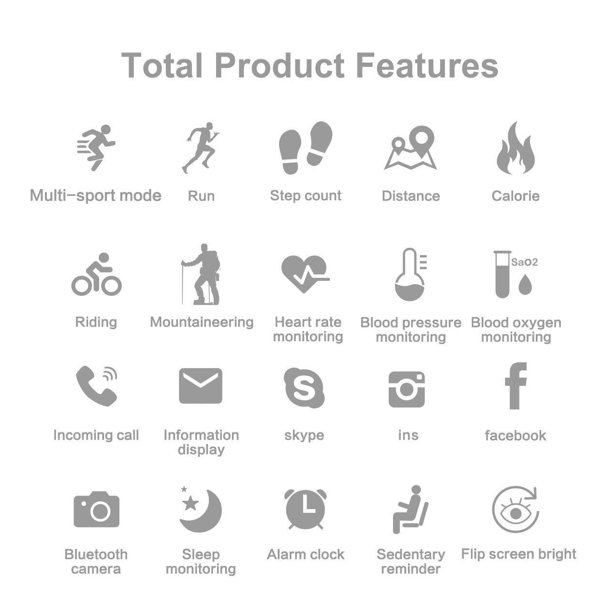 Total Product Features
Multi-sport mode
Run
Step count
Distance
Calorie
Riding
Mountaineering
Heart rate
monitoring
Blood pressure
monitoring
SaO2
Blood oxygen
monitoring
Incoming call
Information
display
S
skype
ins
f
facebook
Bluetooth
camera
Sleep
monitoring
Alarm clock
Sedentary
reminder
Flip screen bright